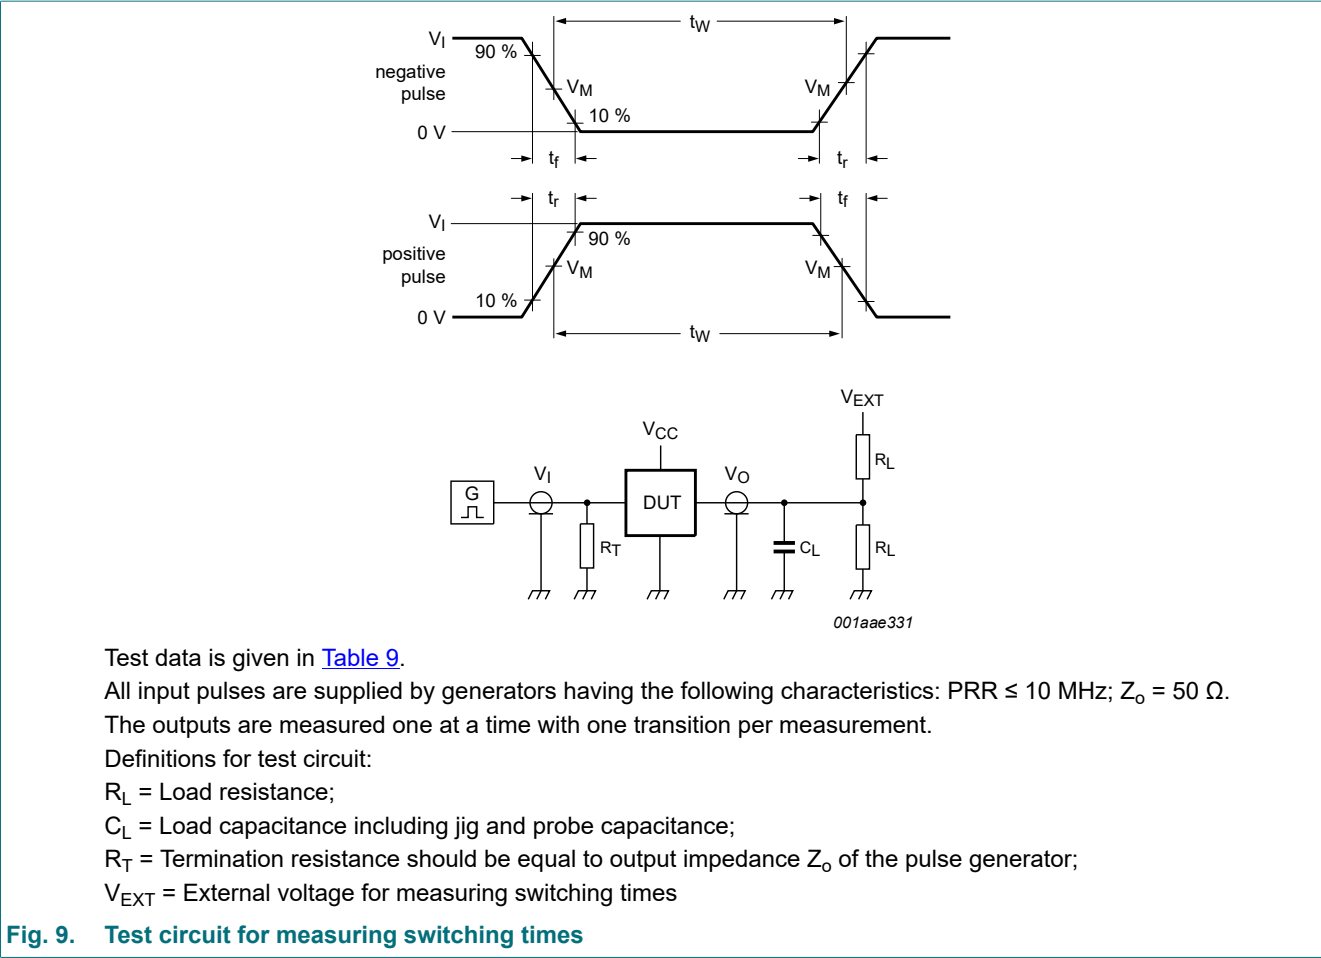 tW
VI
90 %
negative
pulse
VM
VM
10 %
0 V
tf
tr
tr
tf
VI
90 %
positive
pulse
VM
VM
10 %
0 V
tW
VEXT
VCC
RL
VI
VO
G
DUT
RT
CL
RL
001aae331
Test data is given in Table 9.
All input pulses are supplied by generators having the following characteristics: PRR ≤ 10 MHz; Zo = 50 Ω.
The outputs are measured one at a time with one transition per measurement.
Definitions for test circuit:
RL = Load resistance;
CL = Load capacitance including jig and probe capacitance;
RT = Termination resistance should be equal to output impedance Zo of the pulse generator;
VEXT = External voltage for measuring switching times
Fig. 9. Test circuit for measuring switching times